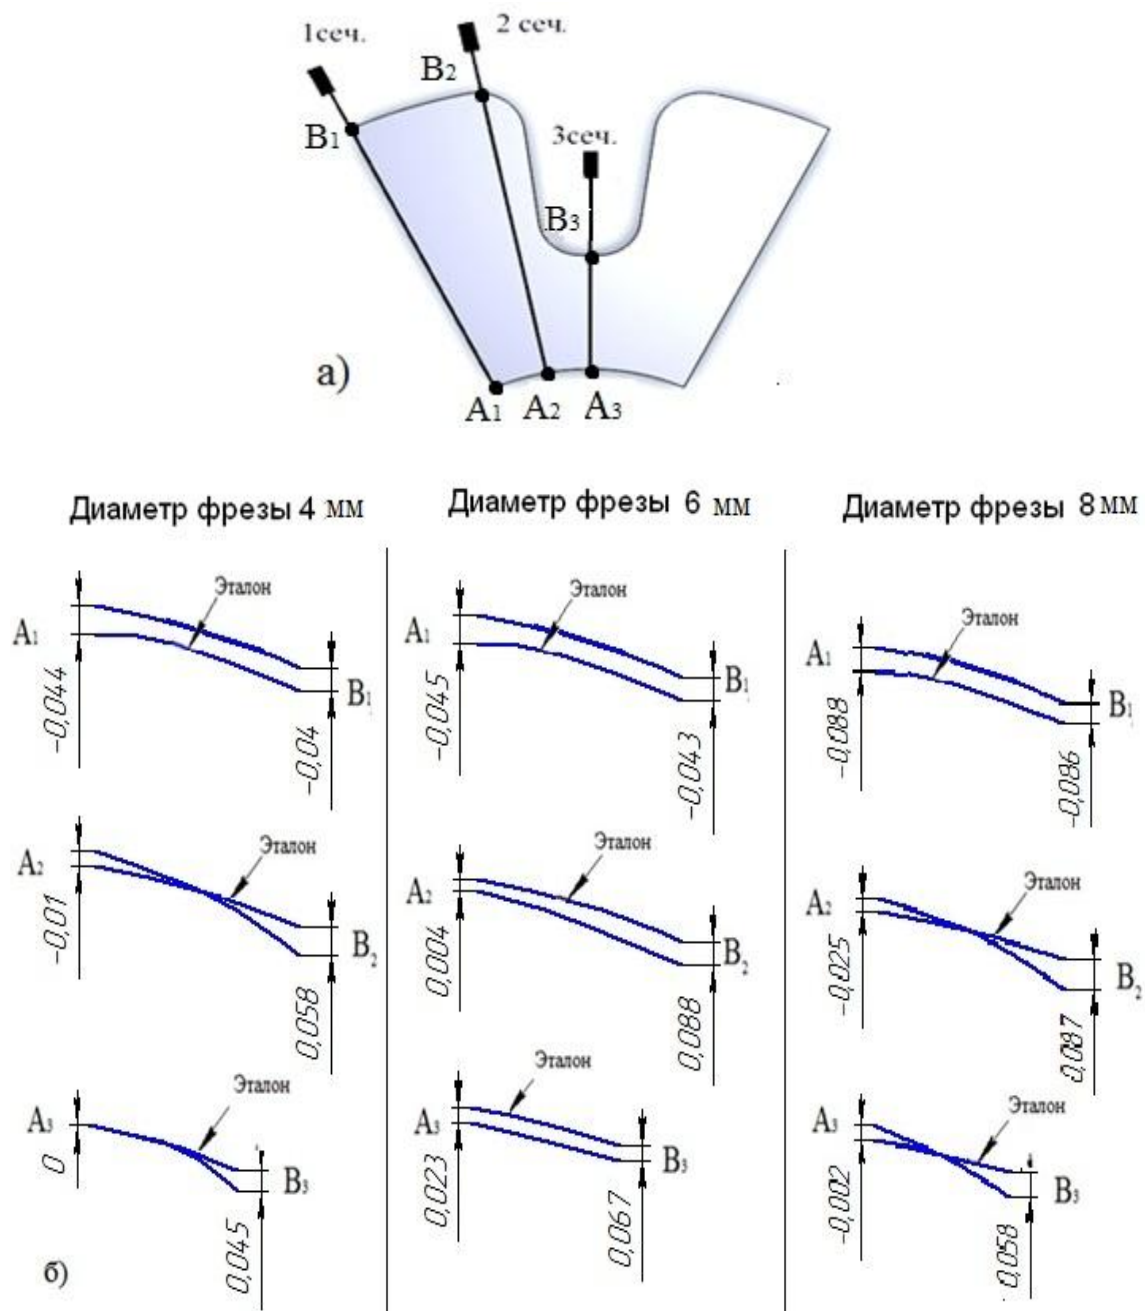 1сеч.
2 сеч.
B2
B1
3сеч.
B3
а)
A1
A2
A3
Диаметр фрезы 4 мм
Диаметр фрезы 6 мм
Диаметр фрезы 8 мм
Эталон
A1
B1
-0,044
-0,04
Эталон
A1
B1
-0,045
-0,043
Эталон
A1
B1
-0,088
-0,086
Эталон
A2
B2
-0,01
0,058
Эталон
A2
B2
0,004
0,088
Эталон
A2
B2
-0,025
0,087
Эталон
A3
B3
0
0,045
Эталон
A3
B3
0,023
0,067
Эталон
A3
B3
-0,002
0,058
б)